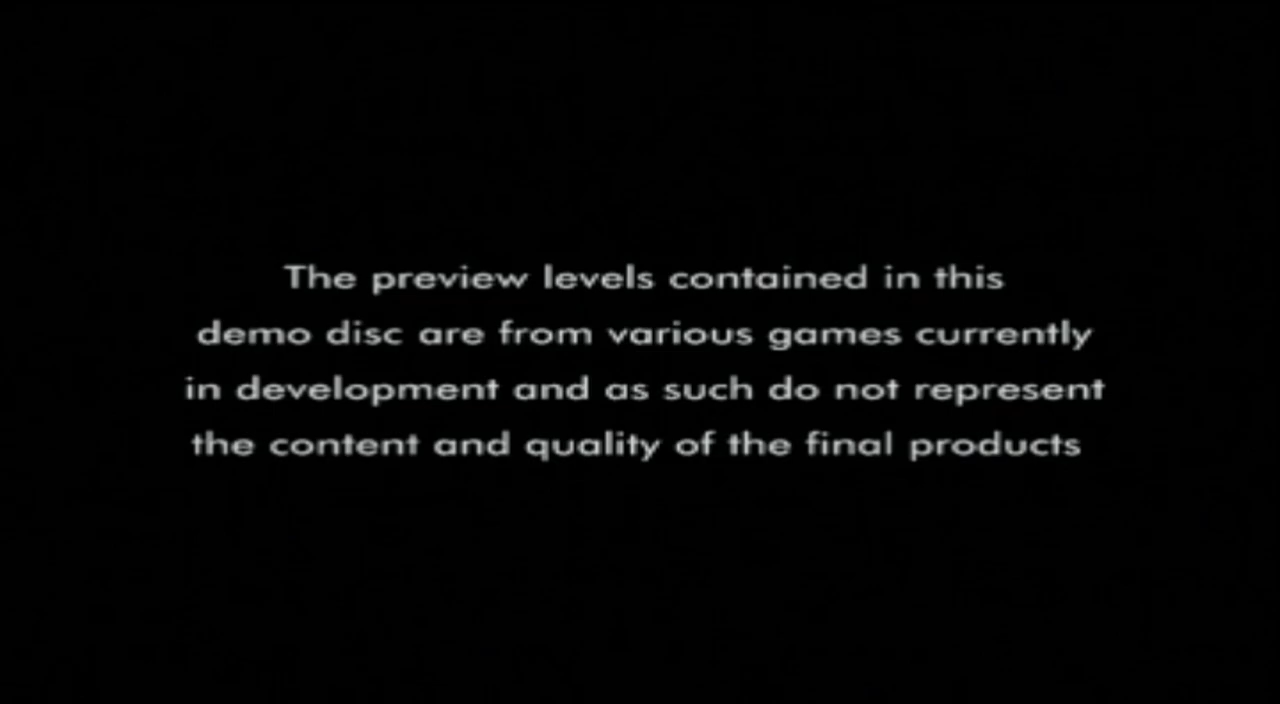 The preview levels contained in this
demo disc are from various games currently
in development and as such do not represent
the content and quality of the final products